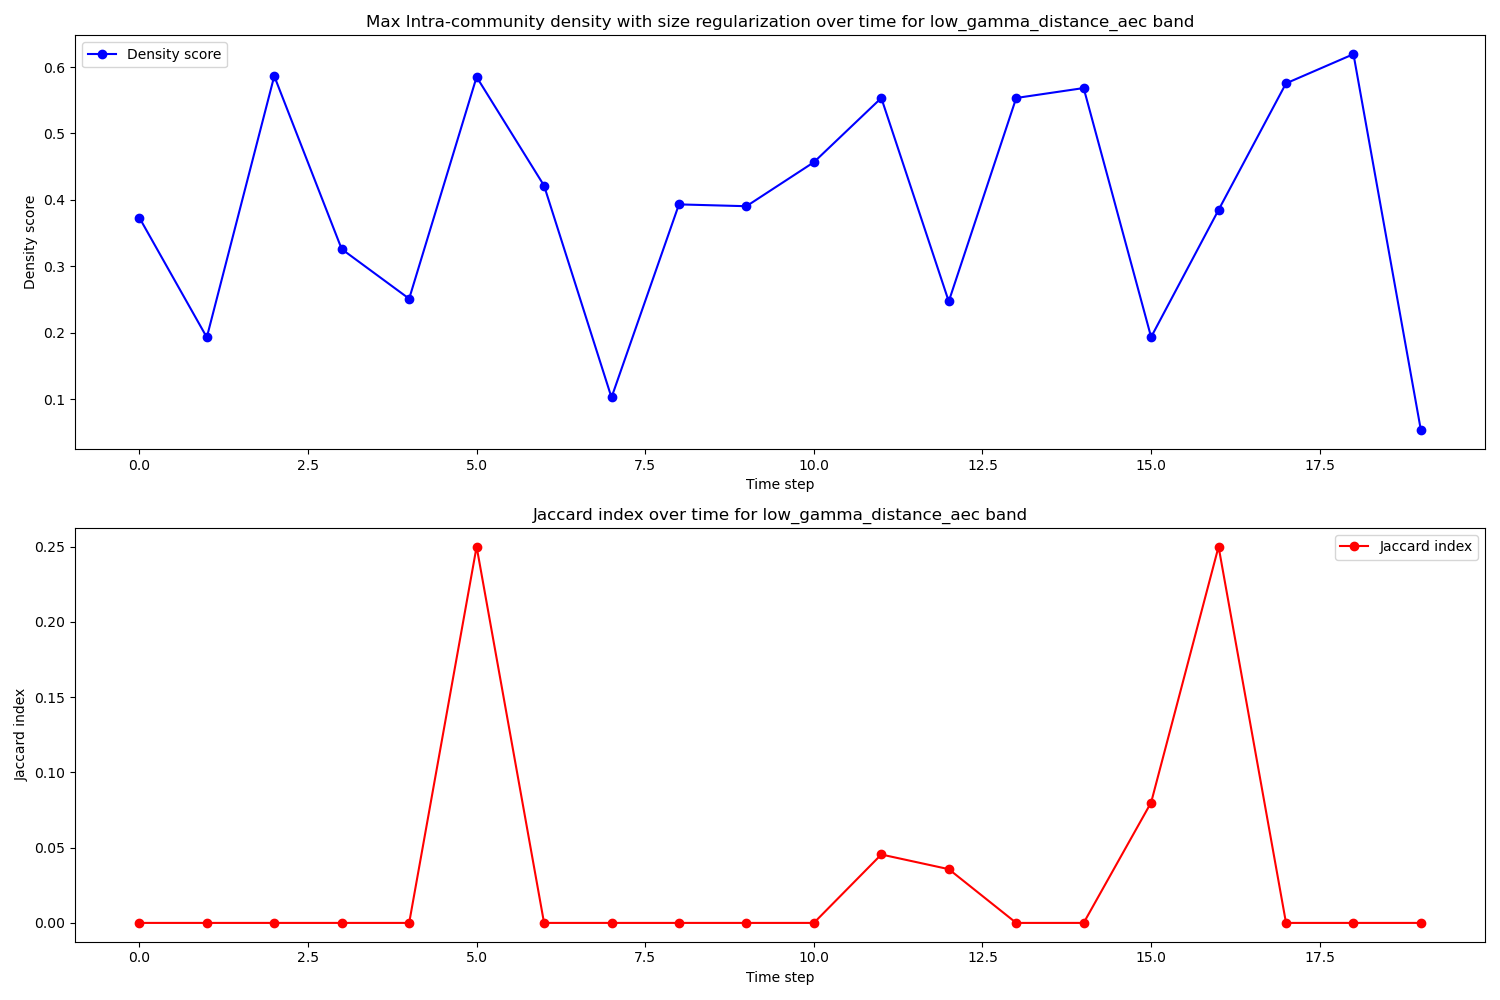 Max Intra-community density with size regularization over time for low_gamma_distance_aec band
Density score
0.6
0.5
0.4
0.3
0.2
0.1
Density score
0.0 2.5 5.0 7.5 10.0 12.5 15.0 17.5
Time step
Jaccard index over time for low_gamma_distance_aec band
Jaccard index
0.25
0.20
0.15
0.10
0.05
0.00
Jaccard index
0.0 2.5 5.0 7.5 10.0 12.5 15.0 17.5
Time step